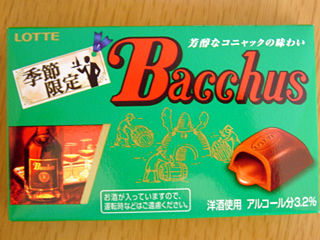 LOTTE
芳醇なコニャックの味わい
季節
限定
Bacchus
Bacchus
お酒が入っていますので、
運転時などはご遠慮ください。
洋酒使用 アルコール分3.2%